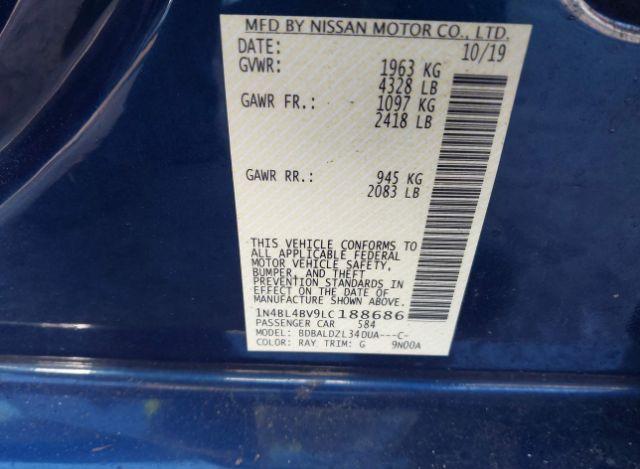 MFD BY NISSAN MOTOR CO., LTD.
DATE: 10/19
GVWR: 1963 KG
4328 LB
GAWR FR.: 1097 KG
2418 LB
GAWR RR.: 945 KG
2083 LB
THIS VEHICLE CONFORMS TO
ALL APPLICABLE FEDERAL
MOTOR VEHICLE SAFETY,
BUMPER, AND THEFT
PREVENTION STANDARDS IN
EFFECT ON THE DATE OF
MANUFACTURE SHOWN ABOVE.
1N4BL4BV9LC188686
PASSENGER CAR 584
MODEL: BDBALDZL34DUA---C-
COLOR: RAY TRIM: G 9N00A